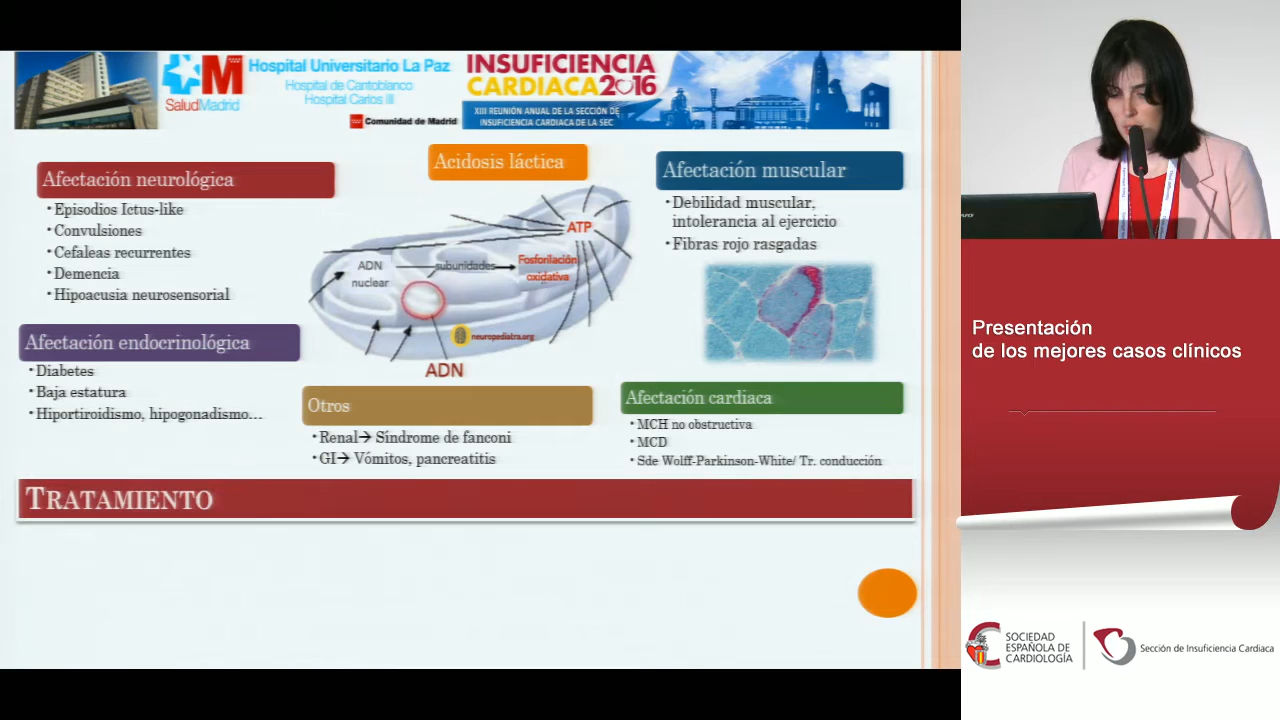 SaludMadrid
Hospital Universitario La Paz
Hospital de Cantoblanco
Hospital Carlos III
Comunidad de Madrid
INSUFICIENCIA
CARDIACA2016
XIII REUNIÓN ANUAL DE LA SECCIÓN DE
INSUFICIENCIA CARDIACA DE LA SEC
Afectación neurológica
• Episodios Ictus-like
• Convulsiones
• Cefaleas recurrentes
• Demencia
• Hipoacusia neurosensorial
Afectación endocrinológica
• Diabetes
• Baja estatura
• Hiportiroidismo, hipogonadismo…
Acidosis láctica
ATP
ADN
nuclear
subunidades
Fosforilación
oxidativa
neuropediatra.org
ADN
Otros
• Renal→ Síndrome de fanconi
• GI→ Vómitos, pancreatitis
Afectación muscular
• Debilidad muscular,
intolerancia al ejercicio
• Fibras rojo rasgadas
Afectación cardiaca
• MCH no obstructiva
• MCD
• Sde Wolff-Parkinson-White/ Tr. conducción
TRATAMIENTO
Presentación
de los mejores casos clínicos
SOCIEDAD
ESPAÑOLA DE
CARDIOLOGÍA
Sección de Insuficiencia Cardiaca